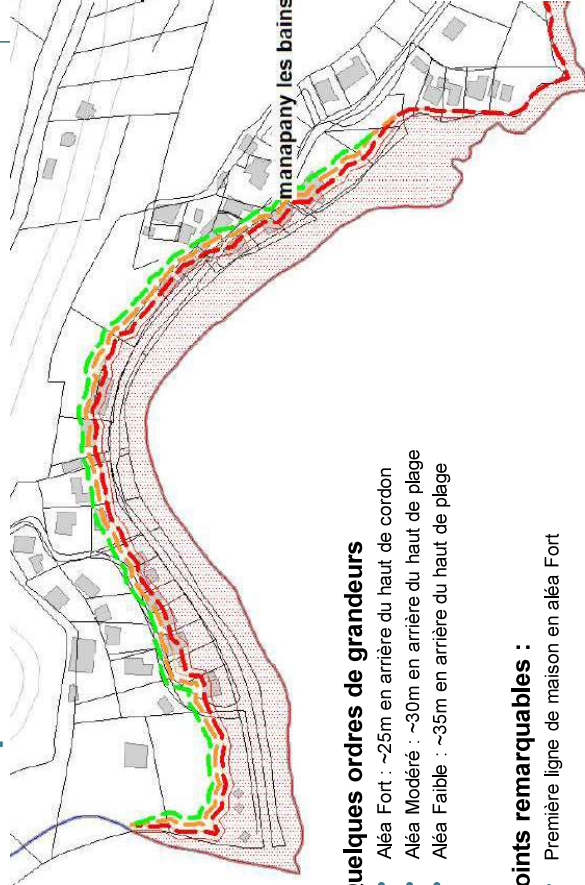 manapany les bains
uelques ordres de grandeurs
• Aléa Fort : ~25m en arrière du haut de cordon
• Aléa Modéré : ~30m en arrière du haut de plage
• Aléa Faible : ~35m en arrière du haut de plage
oints remarquables :
Première ligne de maison en aléa Fort